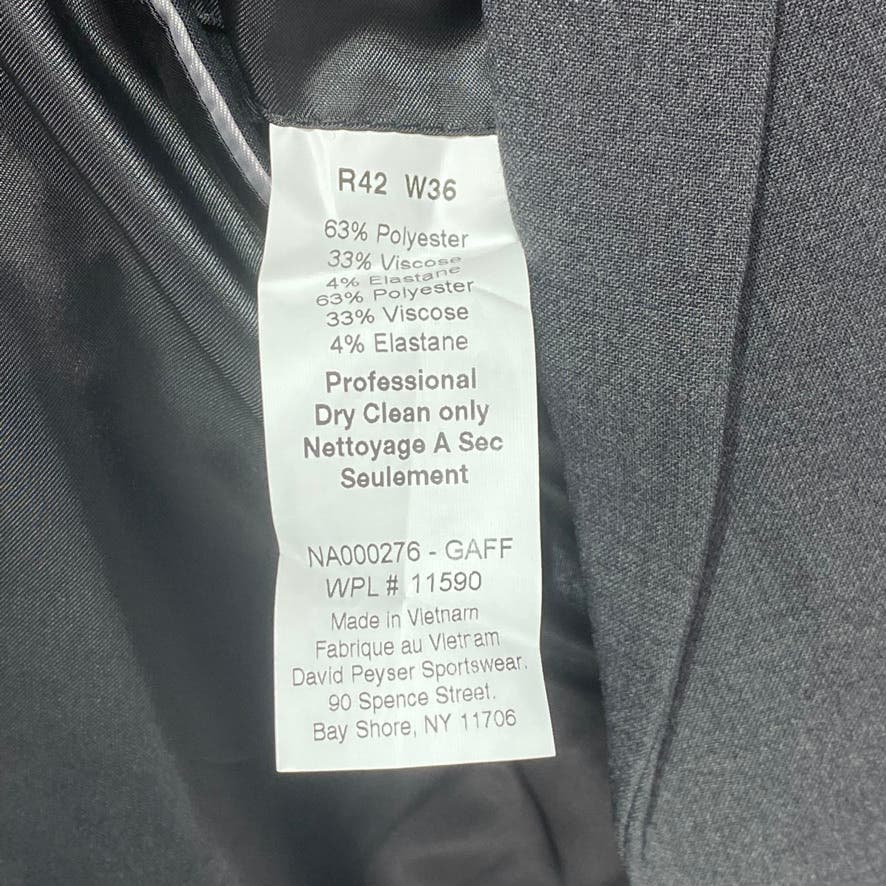 R42 W36
63% Polyester
33% Viscose
4% Elastane
63% Polyester
33% Viscose
4% Elastane
Professional
Dry Clean only
Nettoyage A Sec
Seulement
NA000276 - GAFF
WPL # 11590
Made in Vietnam
Fabrique au Vietnam
David Peyser Sportswear.
90 Spence Street.
Bay Shore, NY 11706